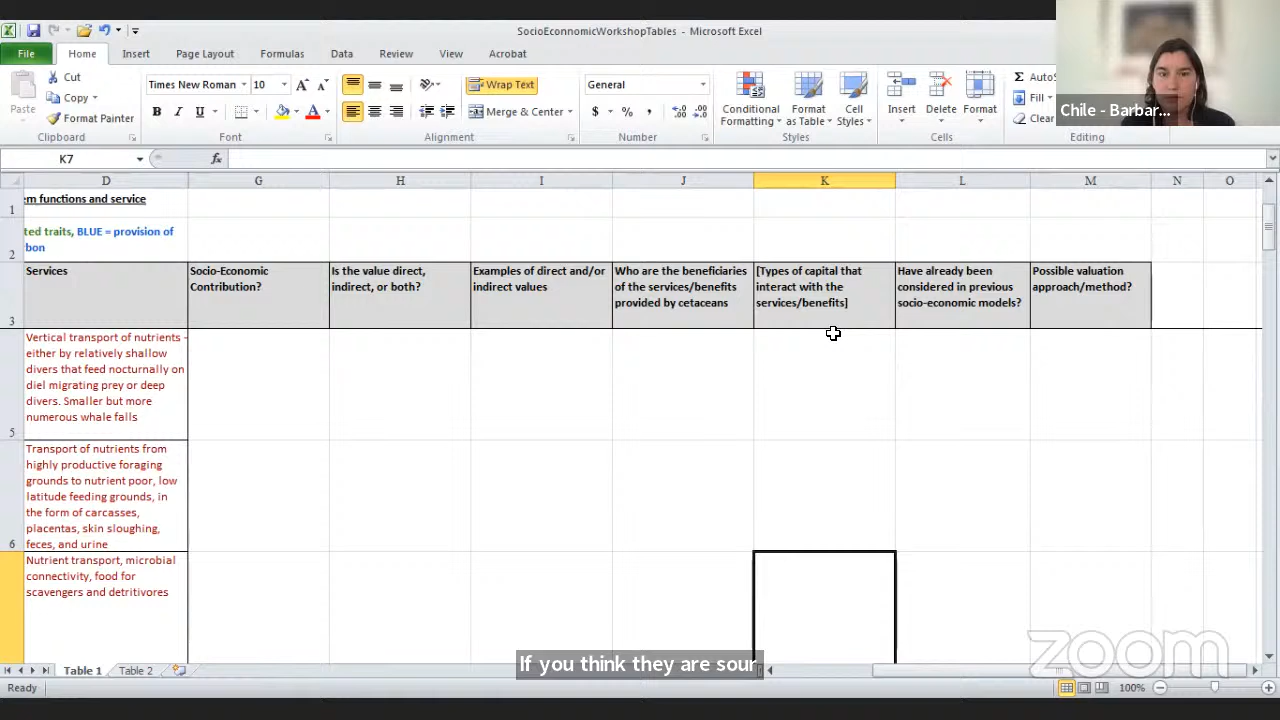 SocioEconnomicWorkshopTables - Microsoft Excel
File Home Insert Page Layout Formulas Data Review View Acrobat
Paste
Cut
Copy
Format Painter
Clipboard
Times New Roman 10
B I U
Font
Wrap Text
Merge & Center
Alignment
General
$ % ,
Number
Conditional Formatting
Format as Table
Cell Styles
Styles
Insert Delete Format
Cells
Fill
Editing
Chile - Barbar...
K7
fx
D G H I J K L M N O
1
em functions and service
2
ted traits, BLUE = provision of
bon
3
Services
Socio-Economic
Contribution?
Is the value direct,
indirect, or both?
Examples of direct and/or
indirect values
Who are the beneficiaries
of the services/benefits
provided by cetaceans
[Types of capital that
interact with the
services/benefits]
Have already been
considered in previous
socio-economic models?
Possible valuation
approach/method?
5
Vertical transport of nutrients -
either by relatively shallow
divers that feed nocturnally on
diel migrating prey or deep
divers. Smaller but more
numerous whale falls
6
Transport of nutrients from
highly productive foraging
grounds to nutrient poor, low
latitude feeding grounds, in
the form of carcasses,
placentas, skin sloughing,
feces, and urine
Nutrient transport, microbial
connectivity, food for
scavengers and detritivores
If you think they are sour
zoom
Table 1 Table 2
Ready
100%